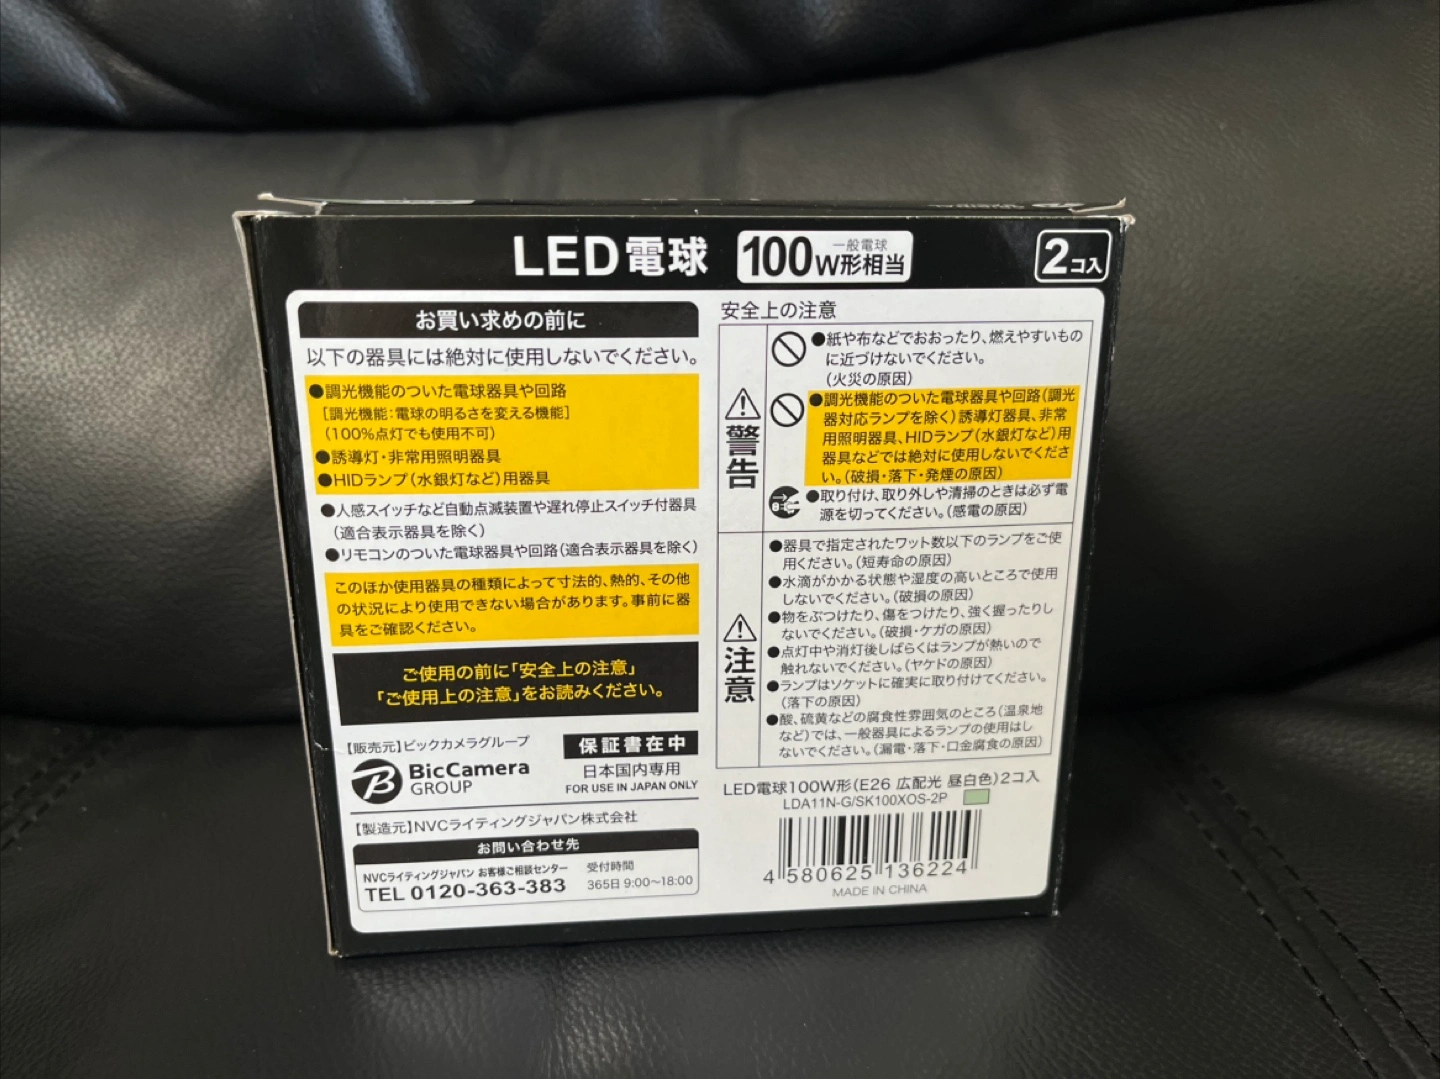 LED電球 100W形相当 一般電球 2コ入
お買い求めの前に
以下の器具には絶対に使用しないでください。
●調光機能のついた電球器具や回路
[調光機能:電球の明るさを変える機能]
(100%点灯でも使用不可)
●誘導灯・非常用照明器具
●HIDランプ(水銀灯など)用器具
●人感スイッチなど自動点滅装置や遅れ停止スイッチ付器具
(適合表示器具を除く)
●リモコンのついた電球器具や回路(適合表示器具を除く)
このほか使用器具の種類によって寸法的、熱的、その他
の状況により使用できない場合があります。事前に器
具をご確認ください。
ご使用の前に「安全上の注意」
「ご使用上の注意」をお読みください。
【販売元】ビックカメラグループ
BicCamera
GROUP
保証書在中
日本国内専用
FOR USE IN JAPAN ONLY
【製造元】NVCライティングジャパン株式会社
お問い合わせ先
NVCライティングジャパン お客様ご相談センター
TEL 0120-363-383
受付時間
365日 9:00〜18:00
安全上の注意
警告
●紙や布などでおおったり、燃えやすいもの
に近づけないでください。
(火災の原因)
●調光機能のついた電球器具や回路(調光
器対応ランプを除く)誘導灯器具、非常
用照明器具、HIDランプ(水銀灯など)用
器具などでは絶対に使用しないでくださ
い。(破損・落下・発煙の原因)
●取り付け、取り外しや清掃のときは必ず電
源を切ってください。(感電の原因)
注意
●器具で指定されたワット数以下のランプをご使
用ください。(短寿命の原因)
●水滴がかかる状態や湿度の高いところで使用
しないでください。(破損の原因)
●物をぶつけたり、傷をつけたり、強く握ったりし
ないでください。(破損・ケガの原因)
●点灯中や消灯後しばらくはランプが熱いので
触れないでください。(ヤケドの原因)
●ランプはソケットに確実に取り付けてください。
(落下の原因)
●酸、硫黄などの腐食性雰囲気のところ(温泉地
など)では、一般器具によるランプの使用はし
ないでください。(漏電・落下・口金腐食の原因)
LED電球100W形(E26 広配光 昼白色)2コ入
LDA11N-G/SK100XOS-2P
4 580625 136224
MADE IN CHINA